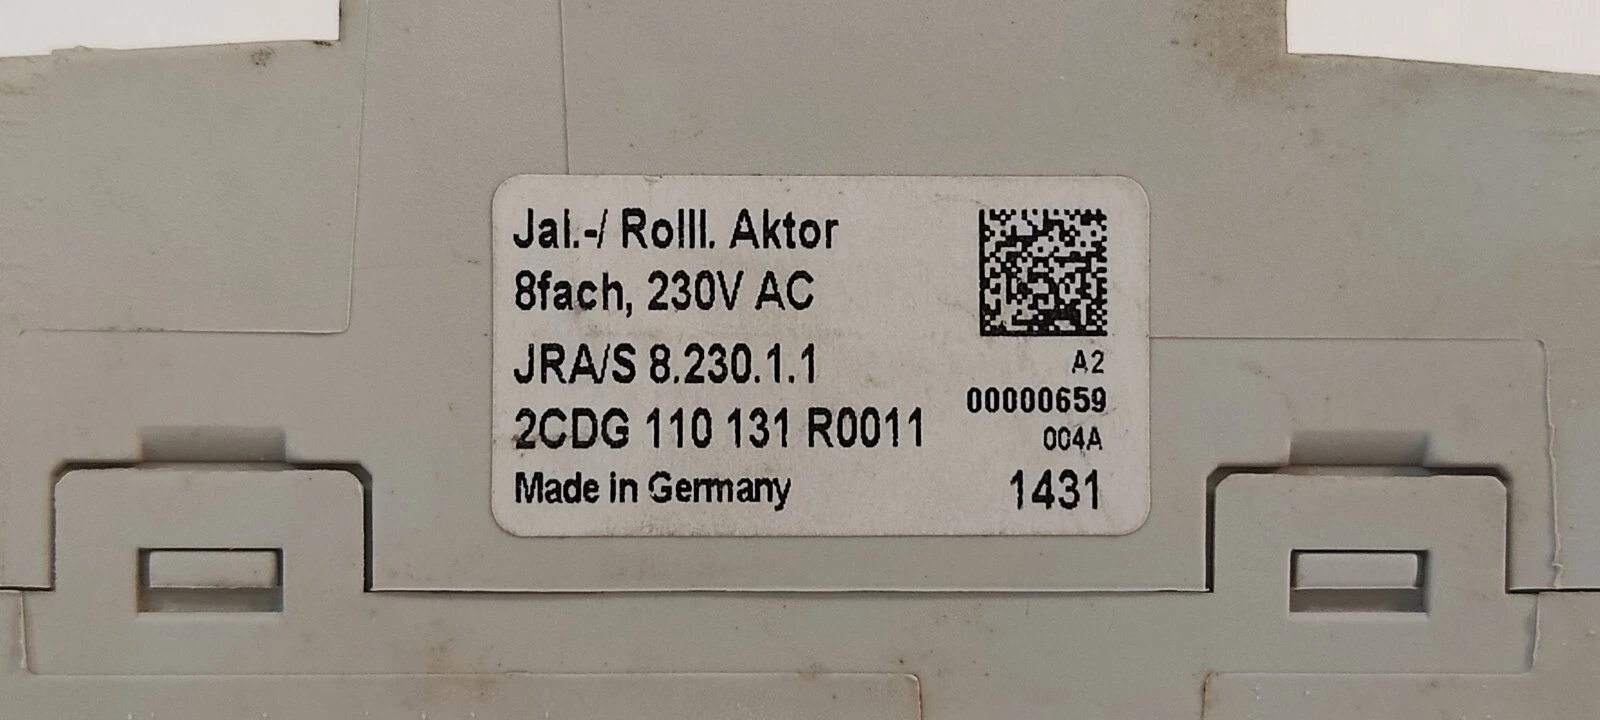 Jal.-/ Rolll. Aktor
8fach, 230V AC
JRA/S 8.230.1.1
2CDG 110 131 R0011
Made in Germany
A2
00000659
004A
1431